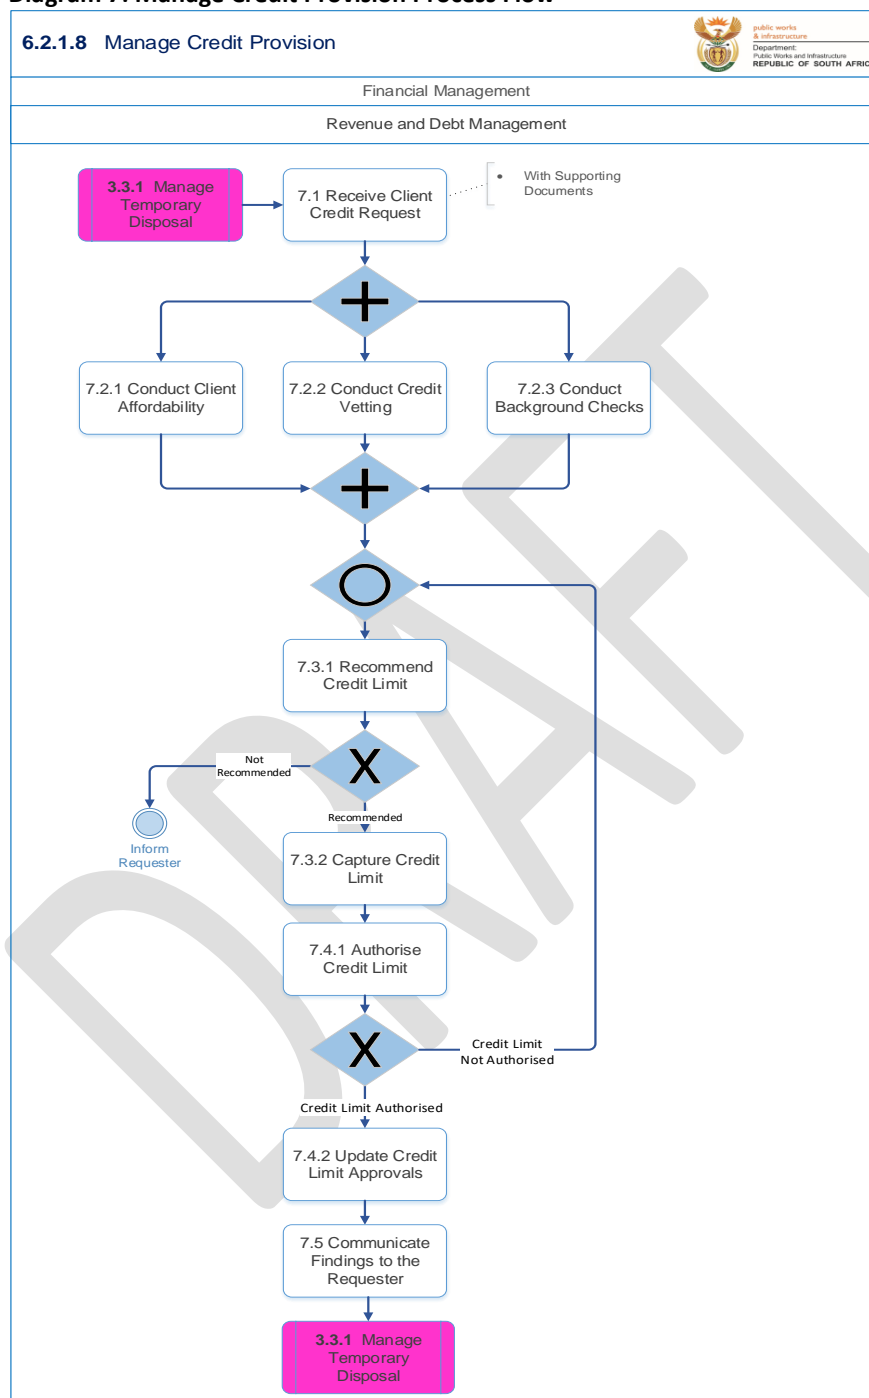 Diagram 7: Manage Credit Provision Process Flow
6.2.1.8 Manage Credit Provision
public works
& infrastructure
Department:
Public Works and Infrastructure
REPUBLIC OF SOUTH AFRIC
Financial Management
Revenue and Debt Management
3.3.1 Manage
Temporary
Disposal
7.1 Receive Client
Credit Request
• With Supporting
Documents
7.2.1 Conduct Client
Affordability
7.2.2 Conduct Credit
Vetting
7.2.3 Conduct
Background Checks
7.3.1 Recommend
Credit Limit
Not
Recommended
X
Recommended
Inform
Requester
7.3.2 Capture Credit
Limit
7.4.1 Authorise
Credit Limit
X
Credit Limit
Not Authorised
Credit Limit Authorised
7.4.2 Update Credit
Limit Approvals
7.5 Communicate
Findings to the
Requester
3.3.1 Manage
Temporary
Disposal
DRAFT